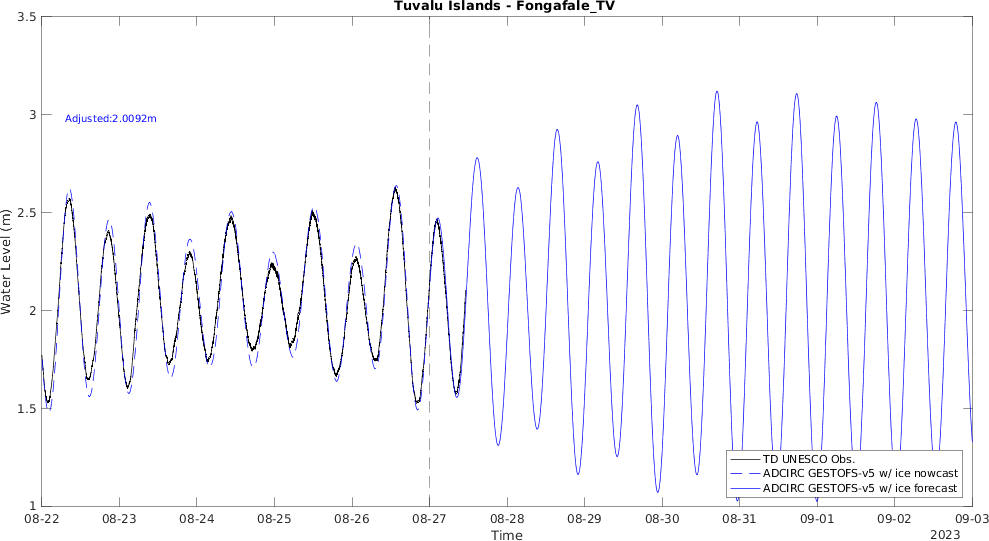 Tuvalu Islands - Fongafale_TV
3.5
3
2.5
2
1.5
1
Water Level (m)
Adjusted:2.0092m
TD UNESCO Obs.
ADCIRC GESTOFS-v5 w/ ice nowcast
ADCIRC GESTOFS-v5 w/ ice forecast
08-22 08-23 08-24 08-25 08-26 08-27 08-28 08-29 08-30 08-31 09-01 09-02 09-03
Time
2023